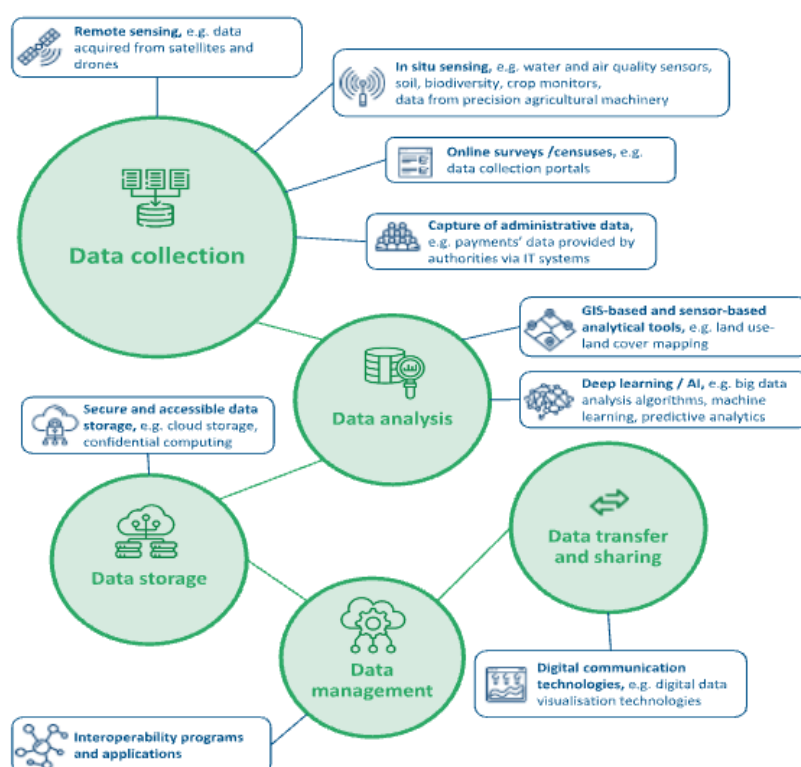 Remote sensing, e.g. data
acquired from satellites and
drones
In situ sensing, e.g. water and air quality sensors,
soil, biodiversity, crop monitors,
data from precision agricultural machinery
Online surveys /censuses, e.g.
data collection portals
Data collection
Capture of administrative data,
e.g. payments' data provided by
authorities via IT systems
GIS-based and sensor-based
analytical tools, e.g. land use-
land cover mapping
Data analysis
Deep learning / AI, e.g. big data
analysis algorithms, machine
learning, predictive analytics
Secure and accessible data
storage, e.g. cloud storage,
confidential computing
Data storage
Data transfer
and sharing
Data
management
Digital communication
technologies, e.g. digital data
visualisation technologies
Interoperability programs
and applications